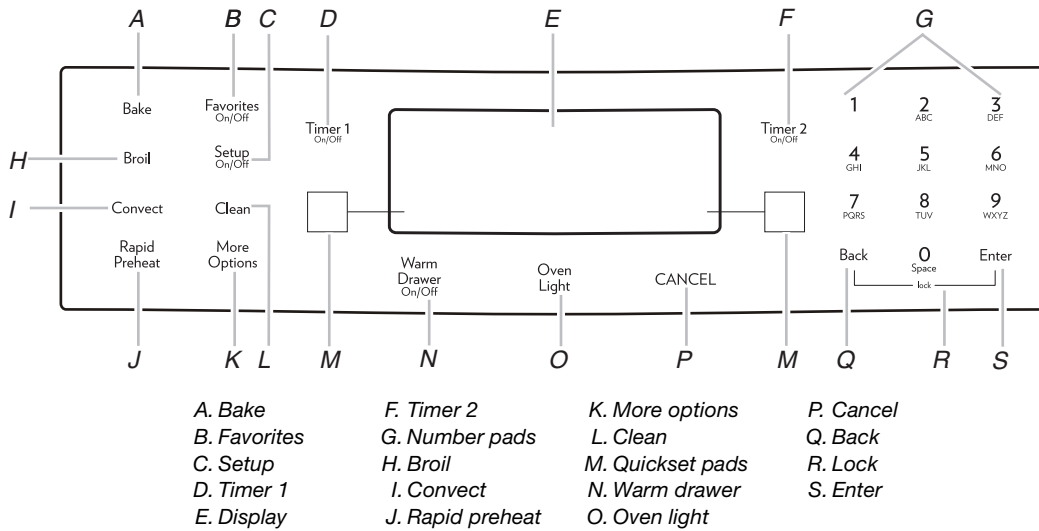 A B C D E F G
Bake
Favorites
On/Off
Timer 1
On/Off
Timer 2
On/Off
1 2 3
ABC DEF
H Broil
Setup
On/Off
4 5 6
GHI JKL MNO
I Convect Clean
7 8 9
PQRS TUV WXYZ
Rapid
Preheat
More
Options
Warm
Drawer
On/Off
Oven
Light
CANCEL
Back 0 Enter
Space
lock
J K L M N O P M Q R S
A. Bake
B. Favorites
C. Setup
D. Timer 1
E. Display
F. Timer 2
G. Number pads
H. Broil
I. Convect
J. Rapid preheat
K. More options
L. Clean
M. Quickset pads
N. Warm drawer
O. Oven light
P. Cancel
Q. Back
R. Lock
S. Enter